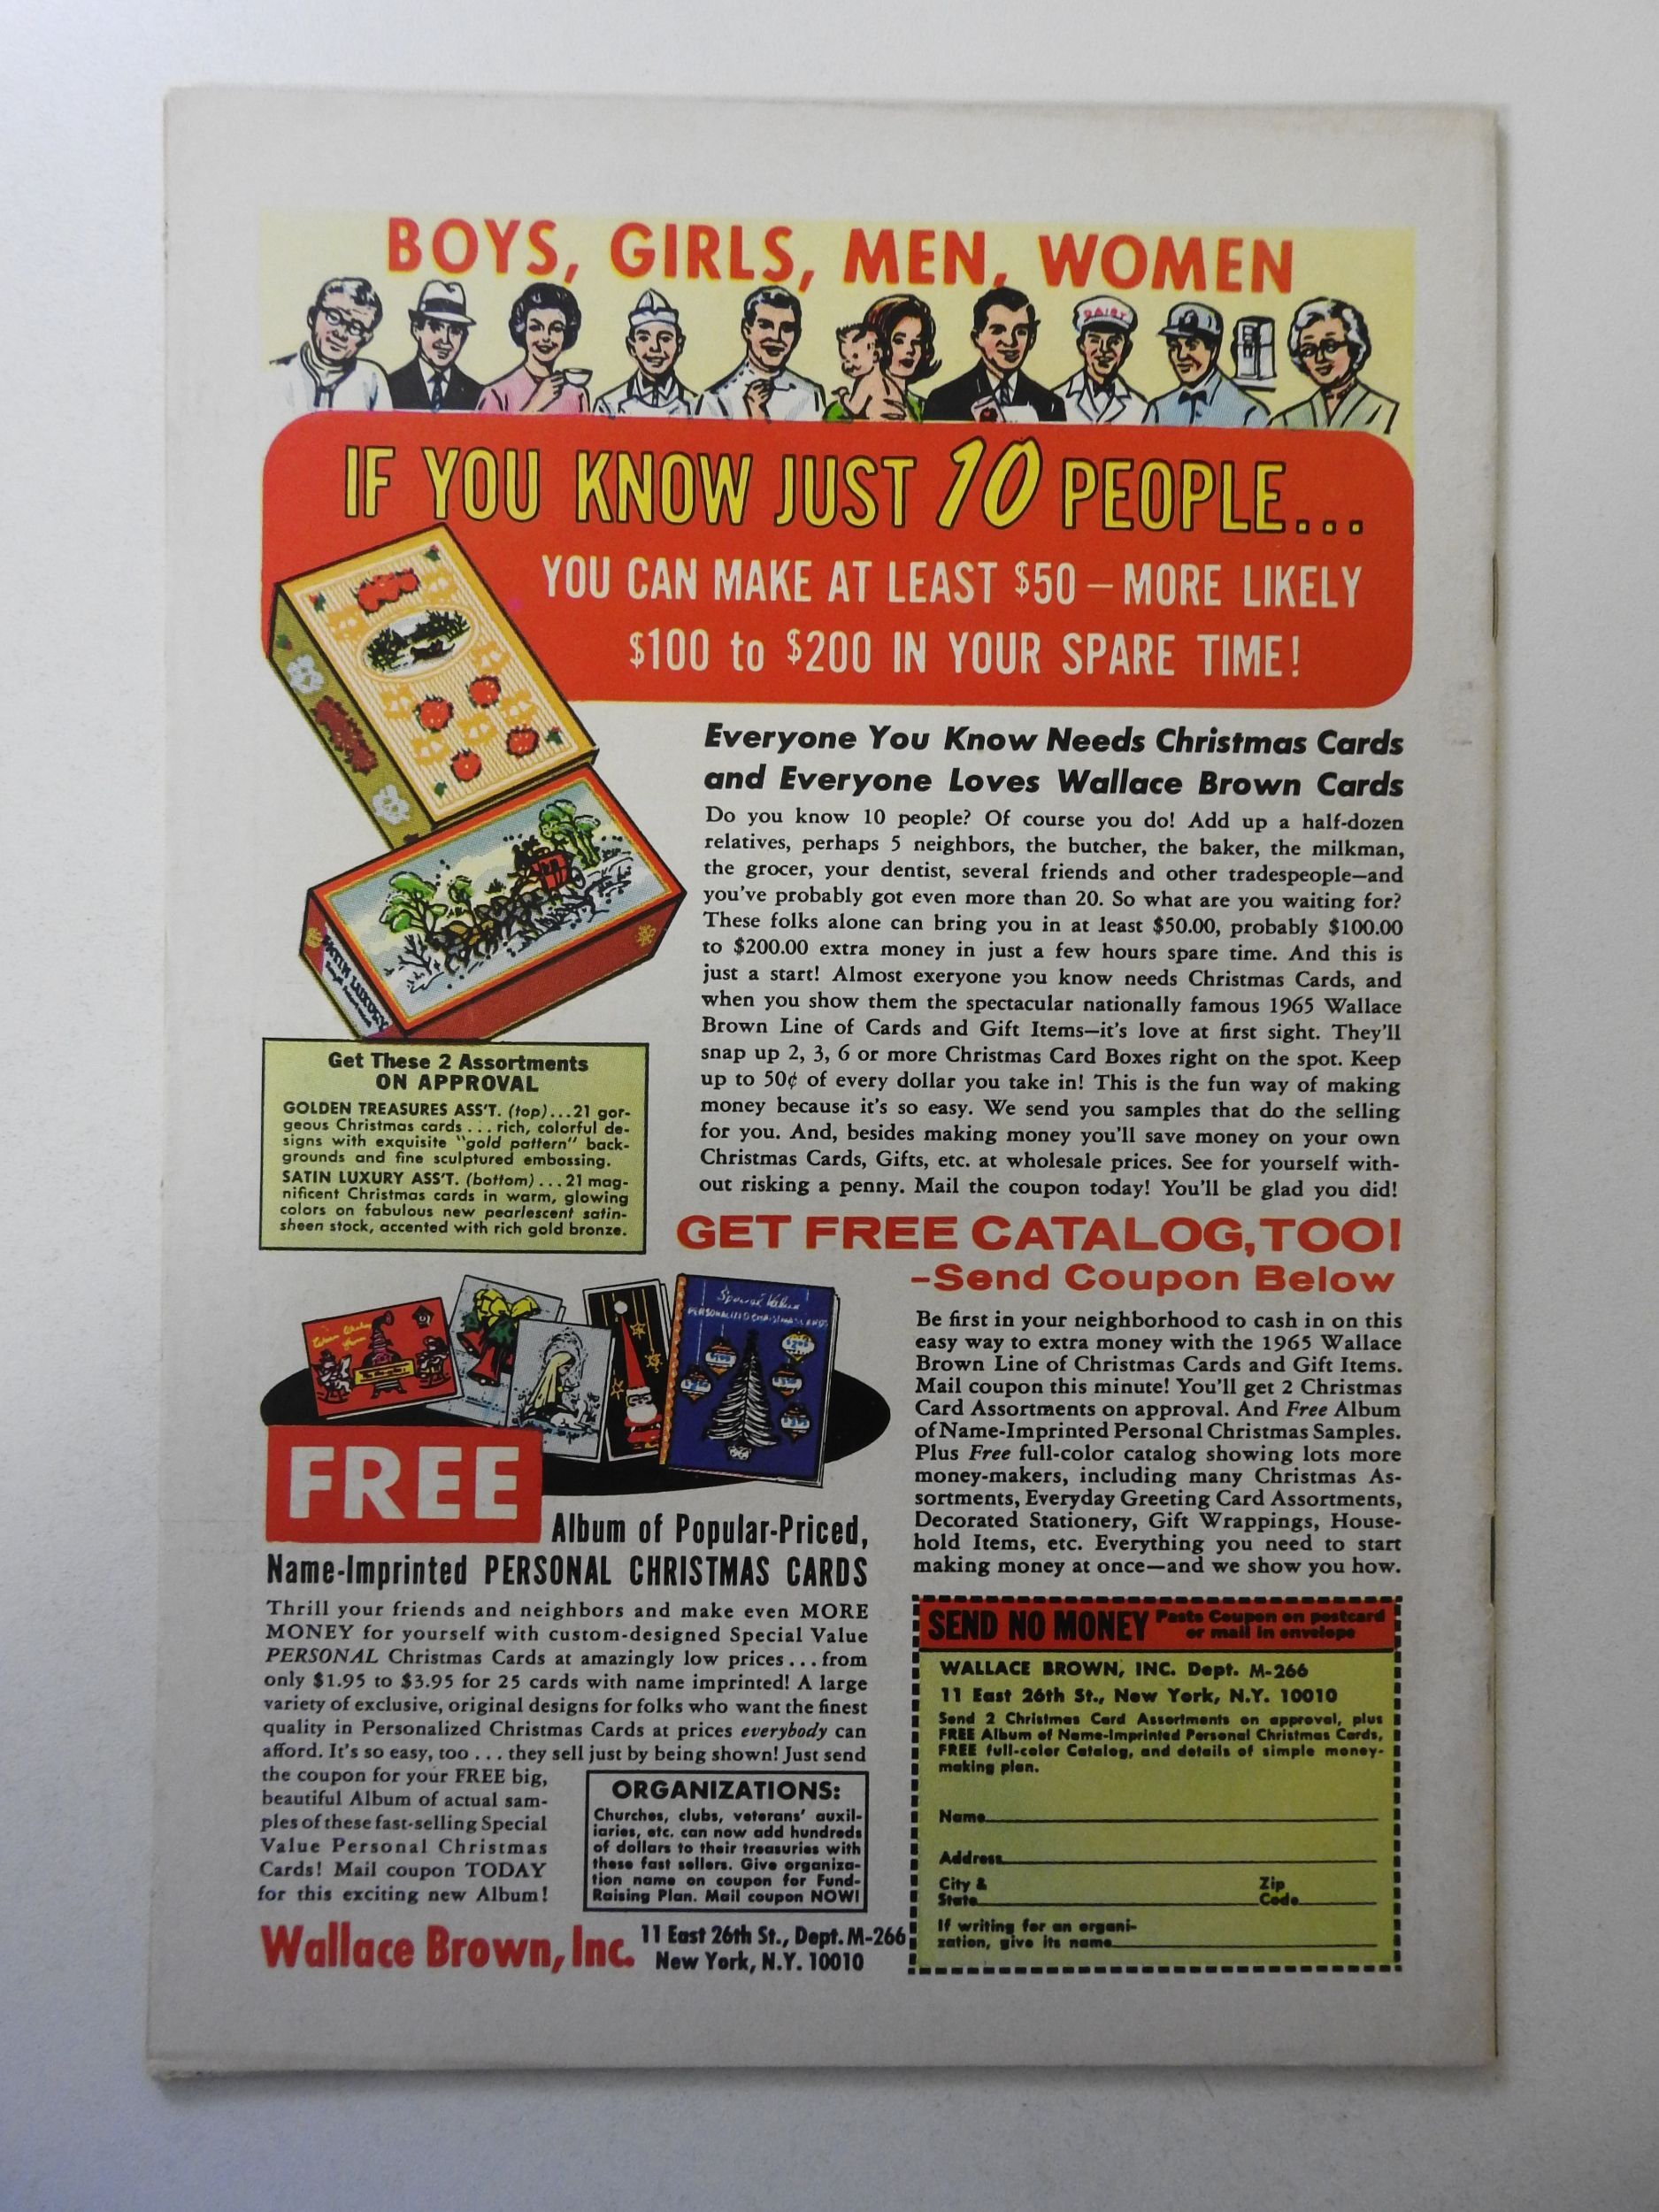 BOYS, GIRLS, MEN, WOMEN
DAIRY
IF YOU KNOW JUST 10 PEOPLE...
YOU CAN MAKE AT LEAST $50 – MORE LIKELY
$100 to $200 IN YOUR SPARE TIME!
Everyone You Know Needs Christmas Cards
and Everyone Loves Wallace Brown Cards
Do you know 10 people? Of course you do! Add up a half-dozen
relatives, perhaps 5 neighbors, the butcher, the baker, the milkman,
the grocer, your dentist, several friends and other tradespeople—and
you've probably got even more than 20. So what are you waiting for?
These folks alone can bring you in at least $50.00, probably $100.00
to $200.00 extra money in just a few hours spare time. And this is
just a start! Almost exeryone you know needs Christmas Cards, and
when you show them the spectacular nationally famous 1965 Wallace
Brown Line of Cards and Gift Items—it's love at first sight. They'll
snap up 2, 3, 6 or more Christmas Card Boxes right on the spot. Keep
up to 50¢ of every dollar you take in! This is the fun way of making
money because it's so easy. We send you samples that do the selling
for you. And, besides making money you'll save money on your own
Christmas Cards, Gifts, etc. at wholesale prices. See for yourself with-
out risking a penny. Mail the coupon today! You'll be glad you did!
SATIN LUXURY
Get These 2 Assortments
ON APPROVAL
GOLDEN TREASURES ASS'T. (top)...21 gor-
geous Christmas cards ... rich, colorful de-
signs with exquisite "gold pattern" back-
grounds and fine sculptured embossing.
SATIN LUXURY ASS'T. (bottom)...21 mag-
nificent Christmas cards in warm, glowing
colors on fabulous new pearlescent satin-
sheen stock, accented with rich gold bronze.
GET FREE CATALOG, TOO!
–Send Coupon Below
Be first in your neighborhood to cash in on this
easy way to extra money with the 1965 Wallace
Brown Line of Christmas Cards and Gift Items.
Mail coupon this minute! You'll get 2 Christmas
Card Assortments on approval. And Free Album
of Name-Imprinted Personal Christmas Samples.
Plus Free full-color catalog showing lots more
money-makers, including many Christmas As-
sortments, Everyday Greeting Card Assortments,
Decorated Stationery, Gift Wrappings, House-
hold Items, etc. Everything you need to start
making money at once—and we show you how.
Special Value
PERSONALIZED CHRISTMAS CARDS
FREE
Album of Popular-Priced,
Name-Imprinted PERSONAL CHRISTMAS CARDS
Thrill your friends and neighbors and make even MORE
MONEY for yourself with custom-designed Special Value
PERSONAL Christmas Cards at amazingly low prices...from
only $1.95 to $3.95 for 25 cards with name imprinted! A large
variety of exclusive, original designs for folks who want the finest
quality in Personalized Christmas Cards at prices everybody can
afford. It's so easy, too ... they sell just by being shown! Just send
the coupon for your FREE big,
beautiful Album of actual sam-
ples of these fast-selling Special
Value Personal Christmas
Cards! Mail coupon TODAY
for this exciting new Album!
ORGANIZATIONS:
Churches, clubs, veterans' auxil-
iaries, etc. can now add hundreds
of dollars to their treasuries with
these fast sellers. Give organiza-
tion name on coupon for Fund-
Raising Plan. Mail coupon NOW!
Wallace Brown, Inc. 11 East 26th St., Dept. M-266
New York, N.Y. 10010
SEND NO MONEY Paste Coupon on postcard
or mail in envelope
WALLACE BROWN, INC. Dept. M-266
11 East 26th St., New York, N.Y. 10010
Send 2 Christmas Card Assortments on approval, plus
FREE Album of Name-Imprinted Personal Christmas Cards,
FREE full-color Catalog, and details of simple money-
making plan.
Name
Address
City & Zip
State Code
If writing for an organi-
zation, give its name